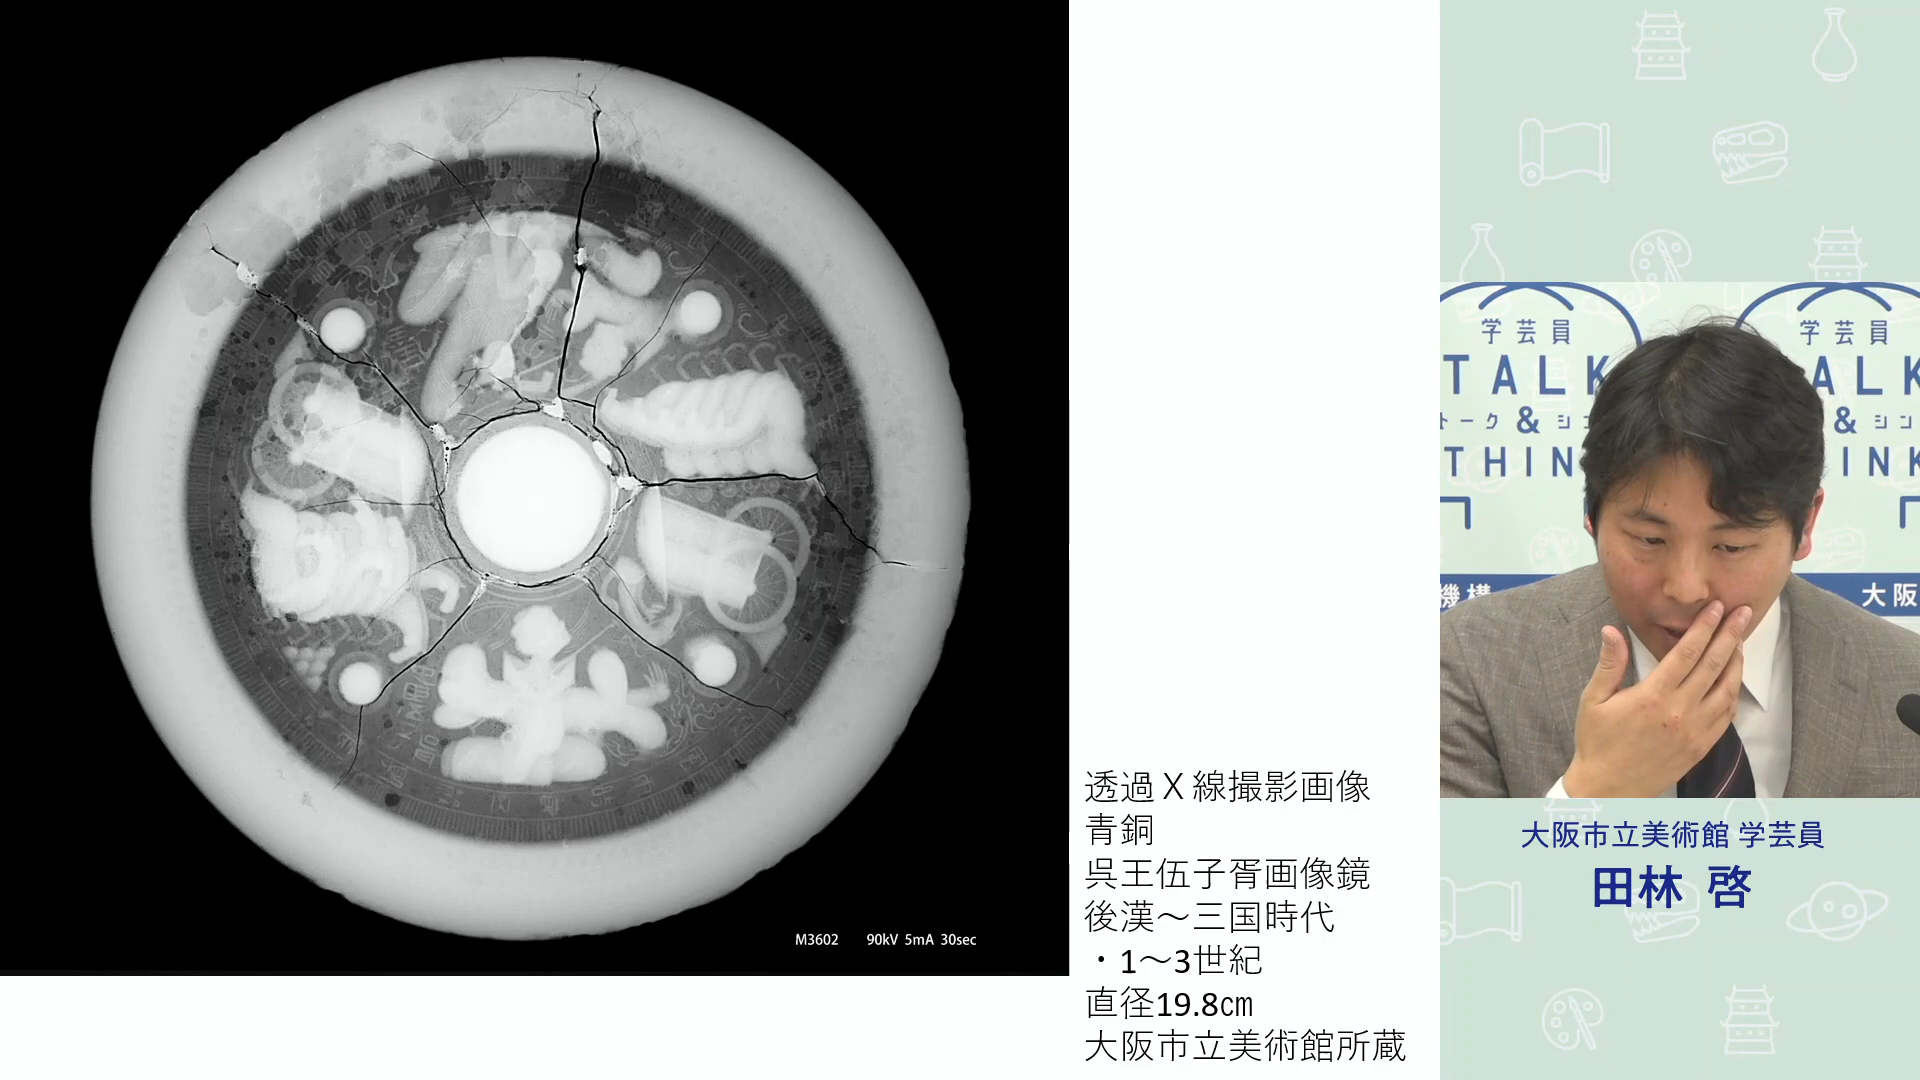 M3602 90kV 5mA 30sec
透過Ｘ線撮影画像
青銅
呉王伍子胥画像鏡
後漢～三国時代
・1～3世紀
直径19.8㎝
大阪市立美術館所蔵
学芸員
TALK
トーク & シン
THIN
機構
学芸員
ALK
& シン
INK
大阪
大阪市立美術館 学芸員
田林 啓